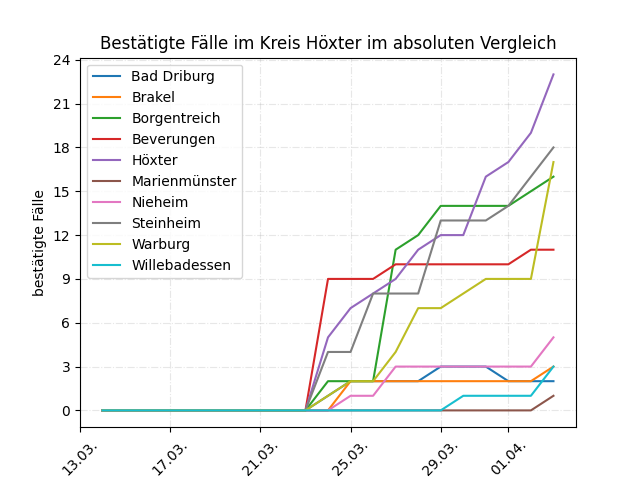 Bestätigte Fälle im Kreis Höxter im absoluten Vergleich
bestätigte Fälle
24
21
18
15
12
9
6
3
0
Bad Driburg
Brakel
Borgentreich
Beverungen
Höxter
Marienmünster
Nieheim
Steinheim
Warburg
Willebadessen
13.03.
17.03.
21.03.
25.03.
29.03.
01.04.